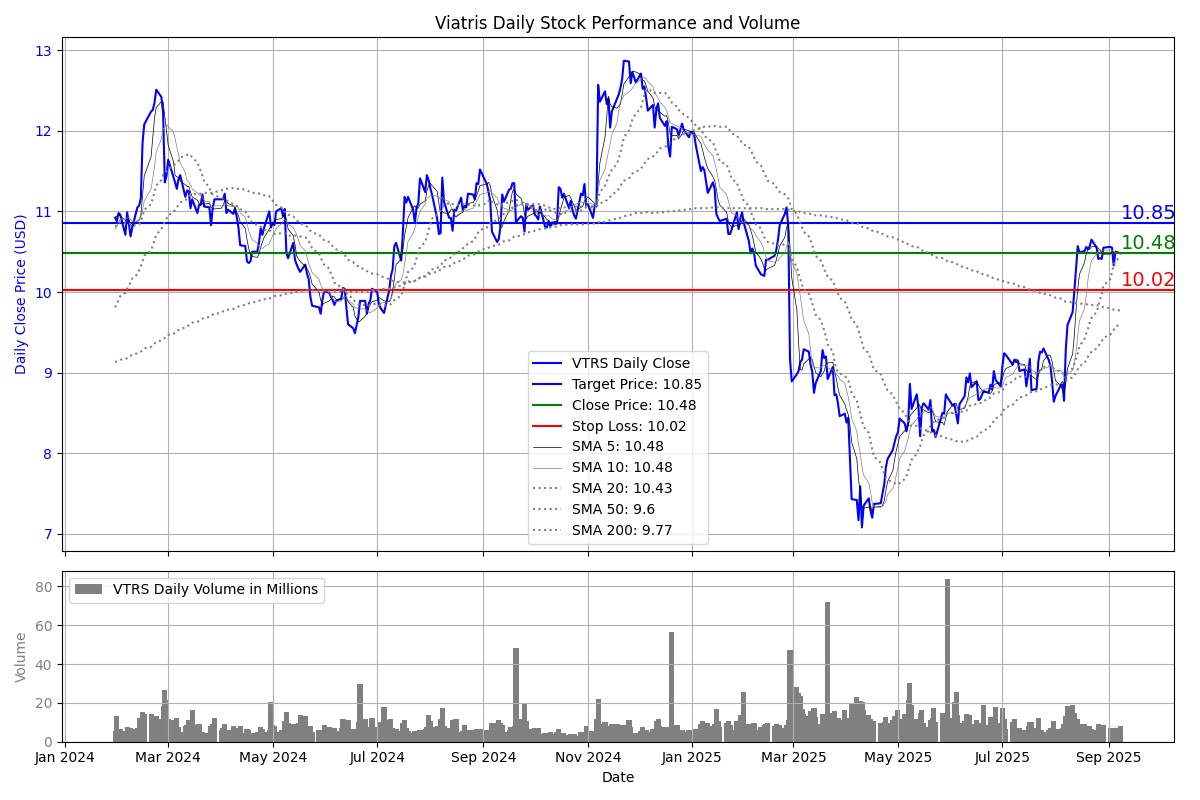 Viatris Daily Stock Performance and Volume
13
12
11
10
9
8
7
Daily Close Price (USD)
10.85
10.48
10.02
VTRS Daily Close
Target Price: 10.85
Close Price: 10.48
Stop Loss: 10.02
SMA 5: 10.48
SMA 10: 10.48
SMA 20: 10.43
SMA 50: 9.6
SMA 200: 9.77
VTRS Daily Volume in Millions
80
60
40
20
0
Volume
Jan 2024 Mar 2024 May 2024 Jul 2024 Sep 2024 Nov 2024 Jan 2025 Mar 2025 May 2025 Jul 2025 Sep 2025
Date